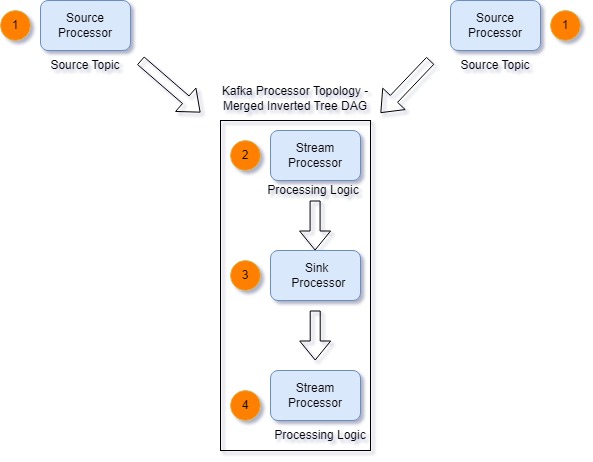 1
Source
Processor
Source Topic
Source
Processor
1
Source Topic
Kafka Processor Topology -
Merged Inverted Tree DAG
2
Stream
Processor
Processing Logic
3
Sink
Processor
4
Stream
Processor
Processing Logic